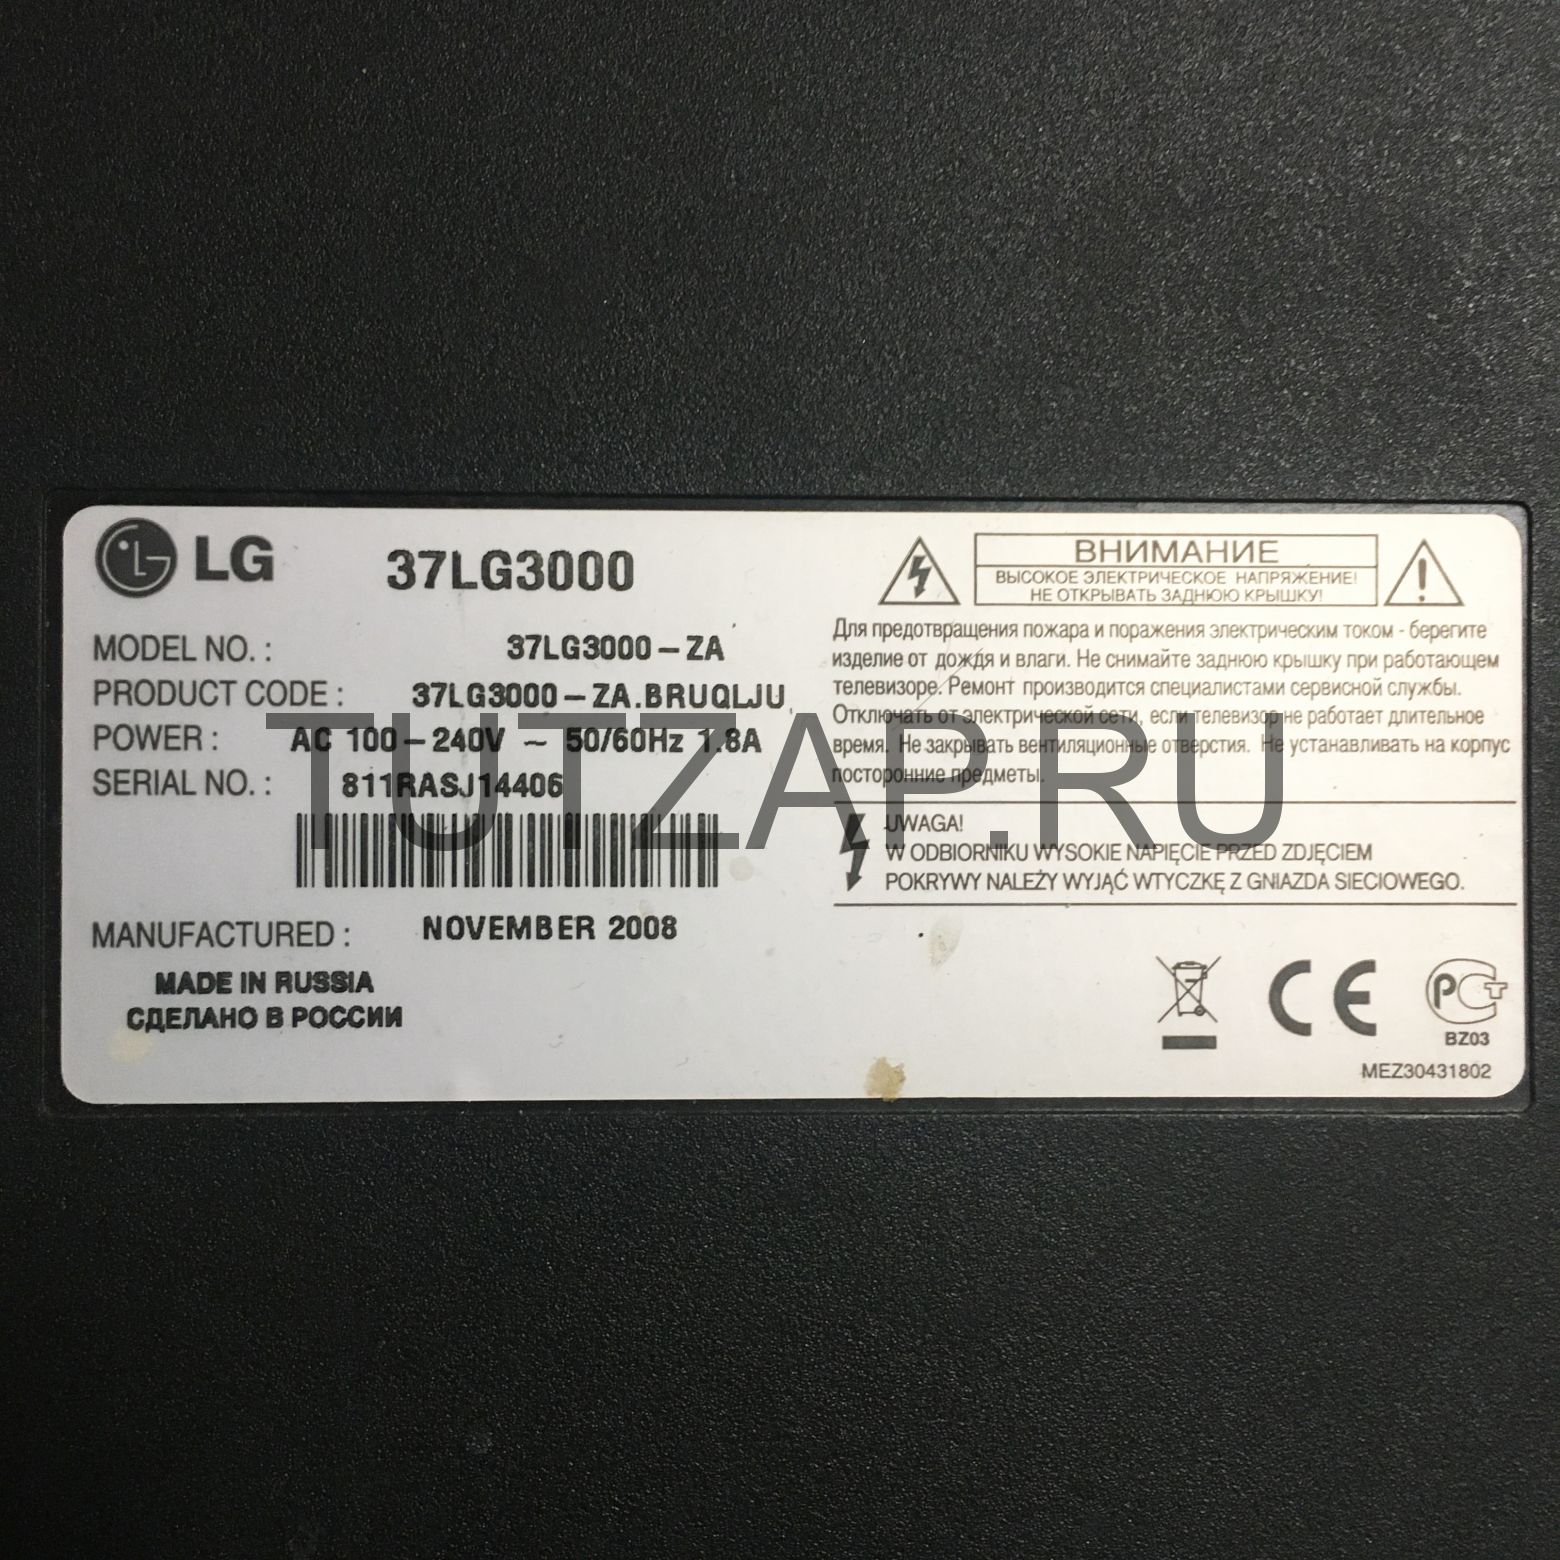 LG 37LG3000
MODEL NO. : 37LG3000-ZA
PRODUCT CODE : 37LG3000-ZA.BRUQLJU
POWER : AC 100-240V ~ 50/60Hz 1.8A
SERIAL NO. : 811RASJ14406
MANUFACTURED : NOVEMBER 2008
MADE IN RUSSIA
СДЕЛАНО В РОССИИ
ВНИМАНИЕ
ВЫСОКОЕ ЭЛЕКТРИЧЕСКОЕ НАПРЯЖЕНИЕ!
НЕ ОТКРЫВАТЬ ЗАДНЮЮ КРЫШКУ!
Для предотвращения пожара и поражения электрическим током - берегите
изделие от дождя и влаги. Не снимайте заднюю крышку при работающем
телевизоре. Ремонт производится специалистами сервисной службы.
Отключать от электрической сети, если телевизор не работает длительное
время. Не закрывать вентиляционные отверстия. Не устанавливать на корпус
посторонние предметы.
UWAGA!
W ODBIORNIKU WYSOKIE NAPIĘCIE PRZED ZDJĘCIEM
POKRYWY NALEŻY WYJĄĆ WTYCZKĘ Z GNIAZDA SIECIOWEGO.
CE
РСТ
BZ03
MEZ30431802
TUTZAP.RU